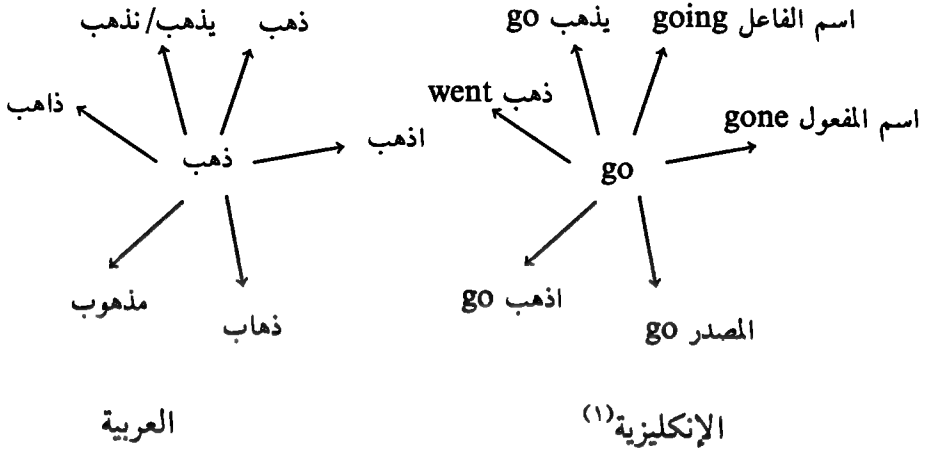 اسم الفاعل going
يذهب go
اسم المفعول gone
ذهب went
go
اذهب go
المصدر go
الإنكليزية(١)
ذهب
يذهب/نذهب
اذهب
ذاهب
ذهب
مذهوب
ذهاب
العربية